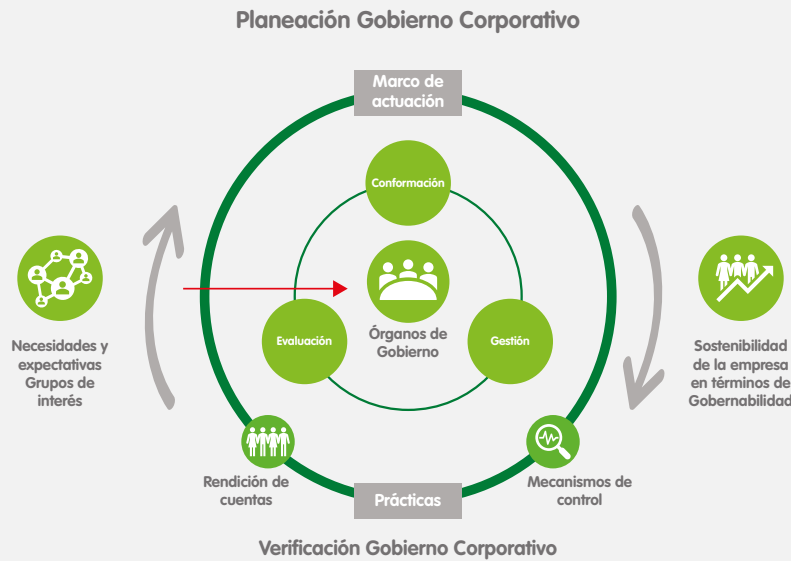 Planeación Gobierno Corporativo
Marco de
actuación
Conformación
Necesidades y
expectativas
Grupos de
interés
Evaluación
Órganos de
Gobierno
Gestión
Sostenibilidad
de la empresa
en términos de
Gobernabilidad
Rendición de
cuentas
Mecanismos de
control
Prácticas
Verificación Gobierno Corporativo